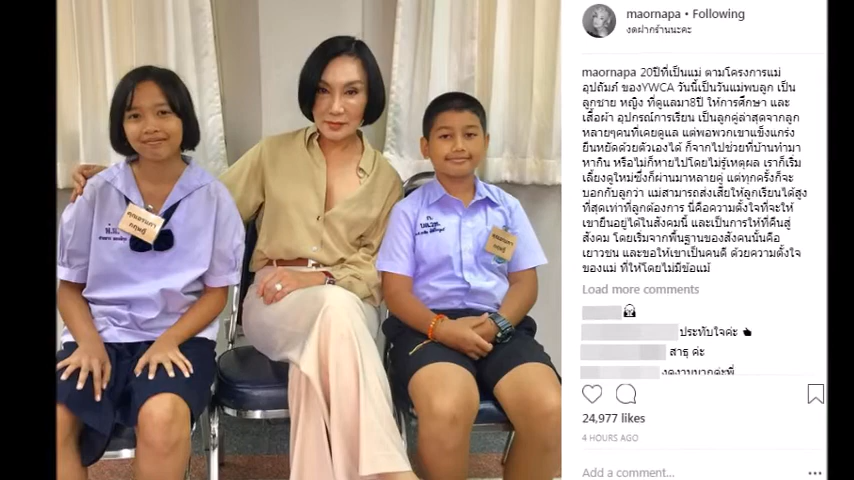 maornapa • Following
งดฝากร้านนะคะ
maornapa 20ปีที่เป็นแม่ ตามโครงการแม่
อุปถัมภ์ ของYWCA วันนี้เป็นวันแม่พบลูก เป็น
ลูกชาย หญิง ที่ดูแลมา8ปี ให้การศึกษา และ
เสื้อผ้า อุปกรณ์การเรียน เป็นลูกคู่ล่าสุดจากลูก
หลายๆคนที่เคยดูแล แต่พอพวกเขาแข็งแกร่ง
ยืนหยัดด้วยตัวเองได้ ก็จากไปช่วยที่บ้านทำมา
หากิน หรือไม่ก็หายไปโดยไม่รู้เหตุผล เราก็เริ่ม
เลี้ยงดูใหม่ซึ่งก็ผ่านมาหลายคู่ แต่ทุกครั้งก็จะ
บอกกับลูกว่า แม่สามารถส่งเสียให้ลูกเรียนได้สูง
ที่สุดเท่าที่ลูกต้องการ นี้คือความตั้งใจที่จะให้
เขายืนอยู่ได้ในสังคมนี้ และเป็นการให้ที่คืนสู่
สังคม โดยเริ่มจากพื้นฐานของสังคมนั้นคือ
เยาวชน และขอให้เขาเป็นคนดี ด้วยความตั้งใจ
ของแม่ ที่ให้โดยไม่มีข้อแม้
Load more comments
ประทับใจค่ะ
สาธุ ค่ะ
งดงามมากค่ะพี่
24,977 likes
4 HOURS AGO
Add a comment...